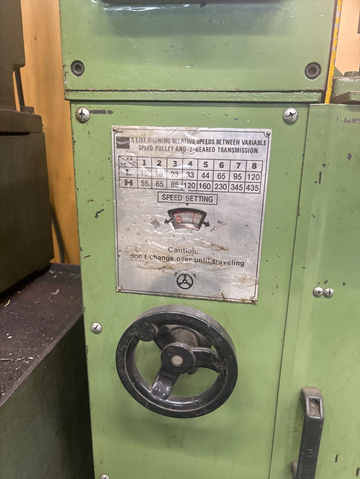 A LIST SHOWING RELATIVE SPEEDS BETWEEN VARIABLE
SPEED PULLEY AND 2-GEARED TRANSMISSION
1 2 3 4 5 6 7 8
L 23 33 44 65 95 120
H 55 65 85 120 160 230 345 435
SPEED SETTING
Caution.
don't change over until traveling